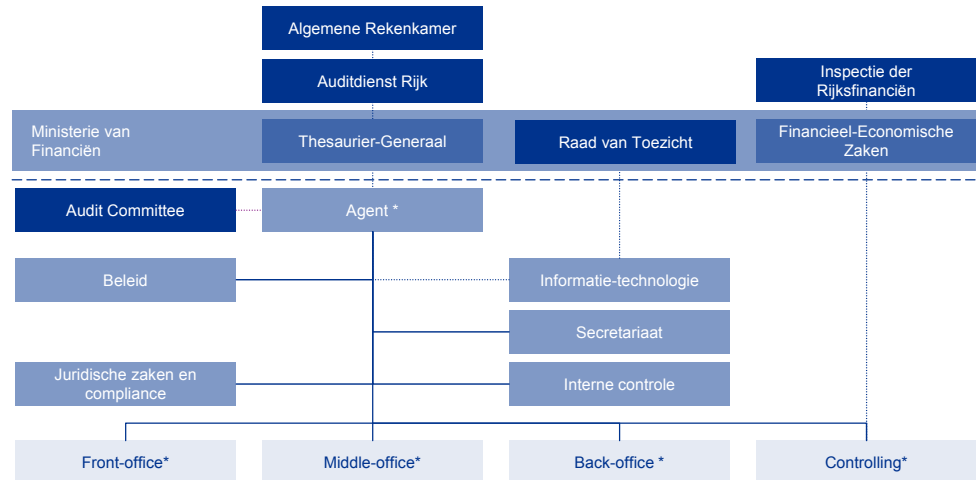 Algemene Rekenkamer
Auditdienst Rijk
Inspectie der
Rijksfinanciën
Ministerie van
Financiën
Thesaurier-Generaal
Raad van Toezicht
Financieel-Economische
Zaken
Audit Committee
Agent *
Beleid
Informatie-technologie
Secretariaat
Juridische zaken en
compliance
Interne controle
Front-office*
Middle-office*
Back-office *
Controlling*